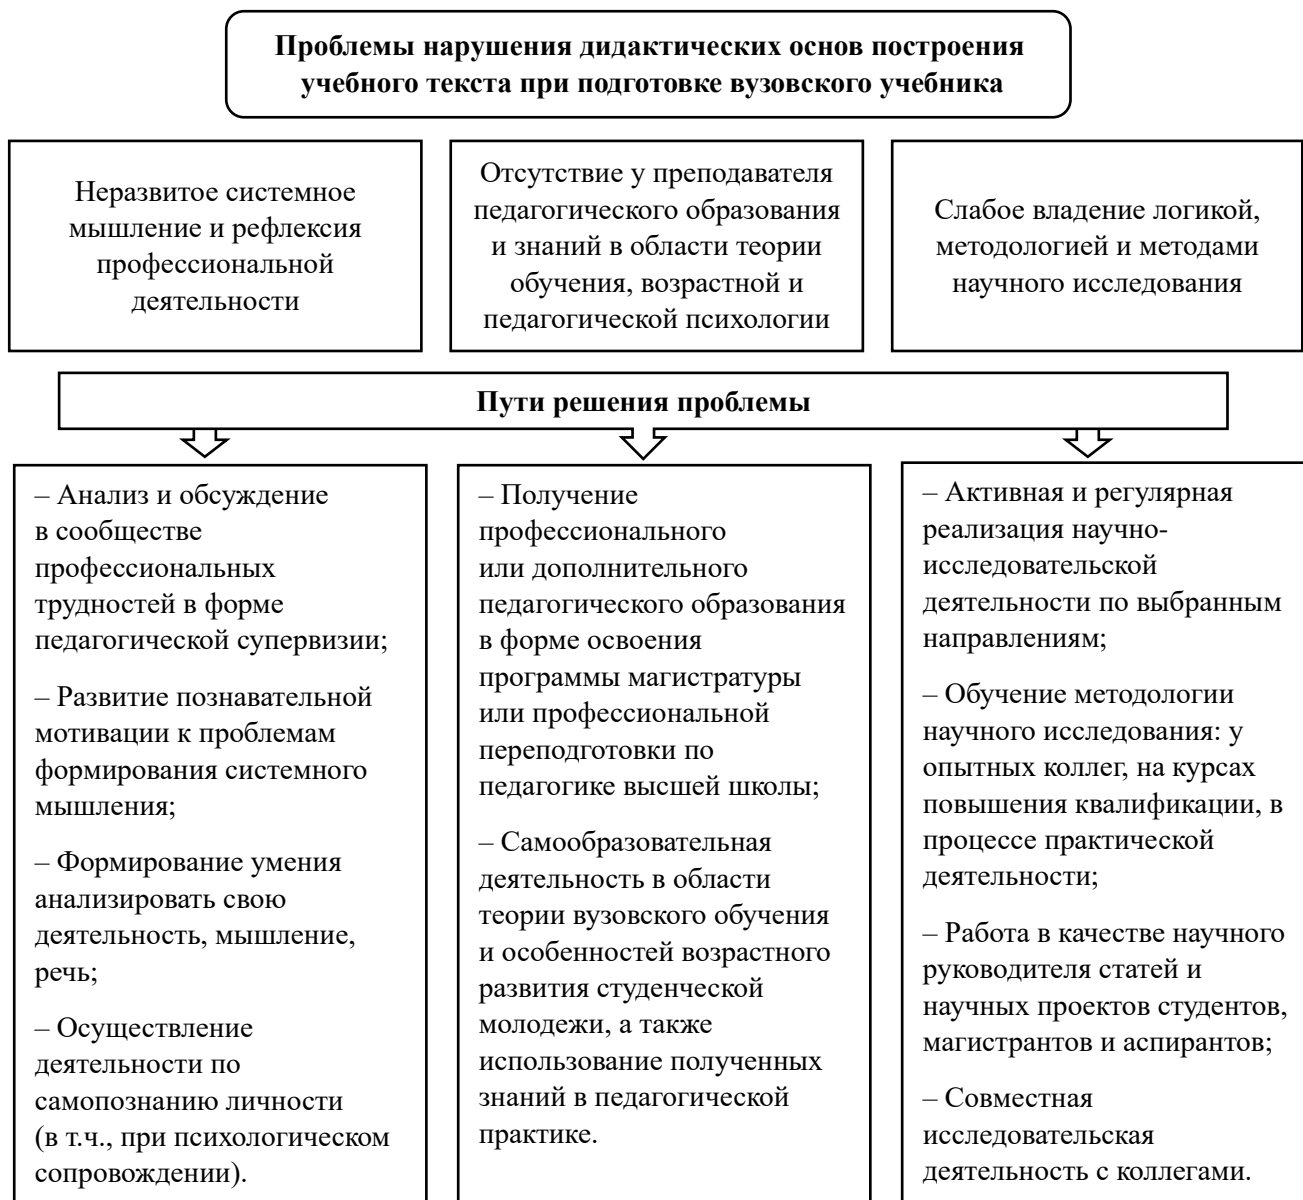 Проблемы нарушения дидактических основ построения
учебного текста при подготовке вузовского учебника
Неразвитое системное
мышление и рефлексия
профессиональной
деятельности
Отсутствие у преподавателя
педагогического образования
и знаний в области теории
обучения, возрастной и
педагогической психологии
Слабое владение логикой,
методологией и методами
научного исследования
Пути решения проблемы
– Анализ и обсуждение
в сообществе
профессиональных
трудностей в форме
педагогической супервизии;
– Развитие познавательной
мотивации к проблемам
формирования системного
мышления;
– Формирование умения
анализировать свою
деятельность, мышление,
речь;
– Осуществление
деятельности по
самопознанию личности
(в т.ч., при психологическом
сопровождении).
– Получение
профессионального
или дополнительного
педагогического образования
в форме освоения
программы магистратуры
или профессиональной
переподготовки по
педагогике высшей школы;
– Самообразовательная
деятельность в области
теории вузовского обучения
и особенностей возрастного
развития студенческой
молодежи, а также
использование полученных
знаний в педагогической
практике.
– Активная и регулярная
реализация научно-
исследовательской
деятельности по выбранным
направлениям;
– Обучение методологии
научного исследования: у
опытных коллег, на курсах
повышения квалификации, в
процессе практической
деятельности;
– Работа в качестве научного
руководителя статей и
научных проектов студентов,
магистрантов и аспирантов;
– Совместная
исследовательская
деятельность с коллегами.